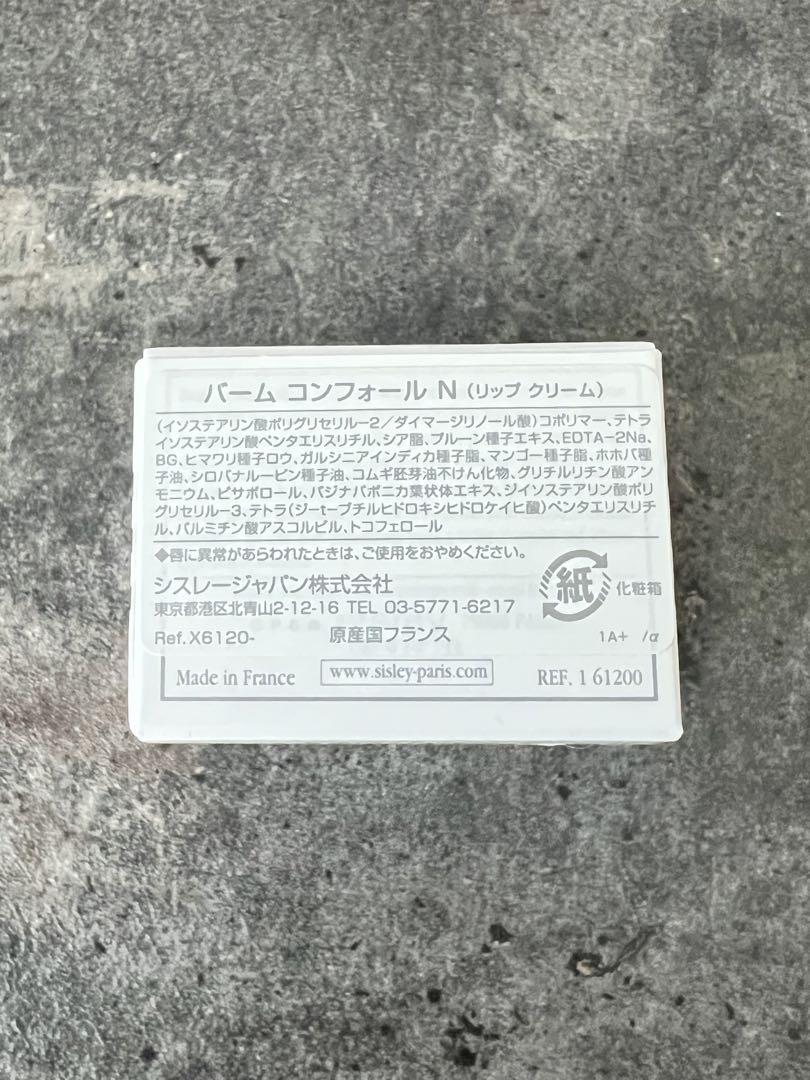 バーム コンフォール N (リップ クリーム)
(イソステアリン酸ポリグリセリル-2/ダイマージリノール酸)コポリマー、テトラ
イソステアリン酸ペンタエリスリチル、シア脂、プルーン種子エキス、EDTA-2Na、
BG、ヒマワリ種子ロウ、ガルシニアインディカ種子脂、マンゴー種子脂、ホホバ種
子油、シロバナルーピン種子油、コムギ胚芽油不けん化物、グリチルリチン酸アン
モニウム、ビサボロール、パジナパボニカ葉状体エキス、ジイソステアリン酸ポリ
グリセリル-3、テトラ(ジ-t-ブチルヒドロキシヒドロケイヒ酸)ペンタエリスリチ
ル、パルミチン酸アスコルビル、トコフェロール
◆唇に異常があらわれたときは、ご使用をおやめください。
シスレージャパン株式会社
東京都港区北青山2-12-16 TEL 03-5771-6217
紙 化粧箱
Ref.X6120- 原産国フランス 1A+ /α
Made in France www.sisley-paris.com REF. 1 61200